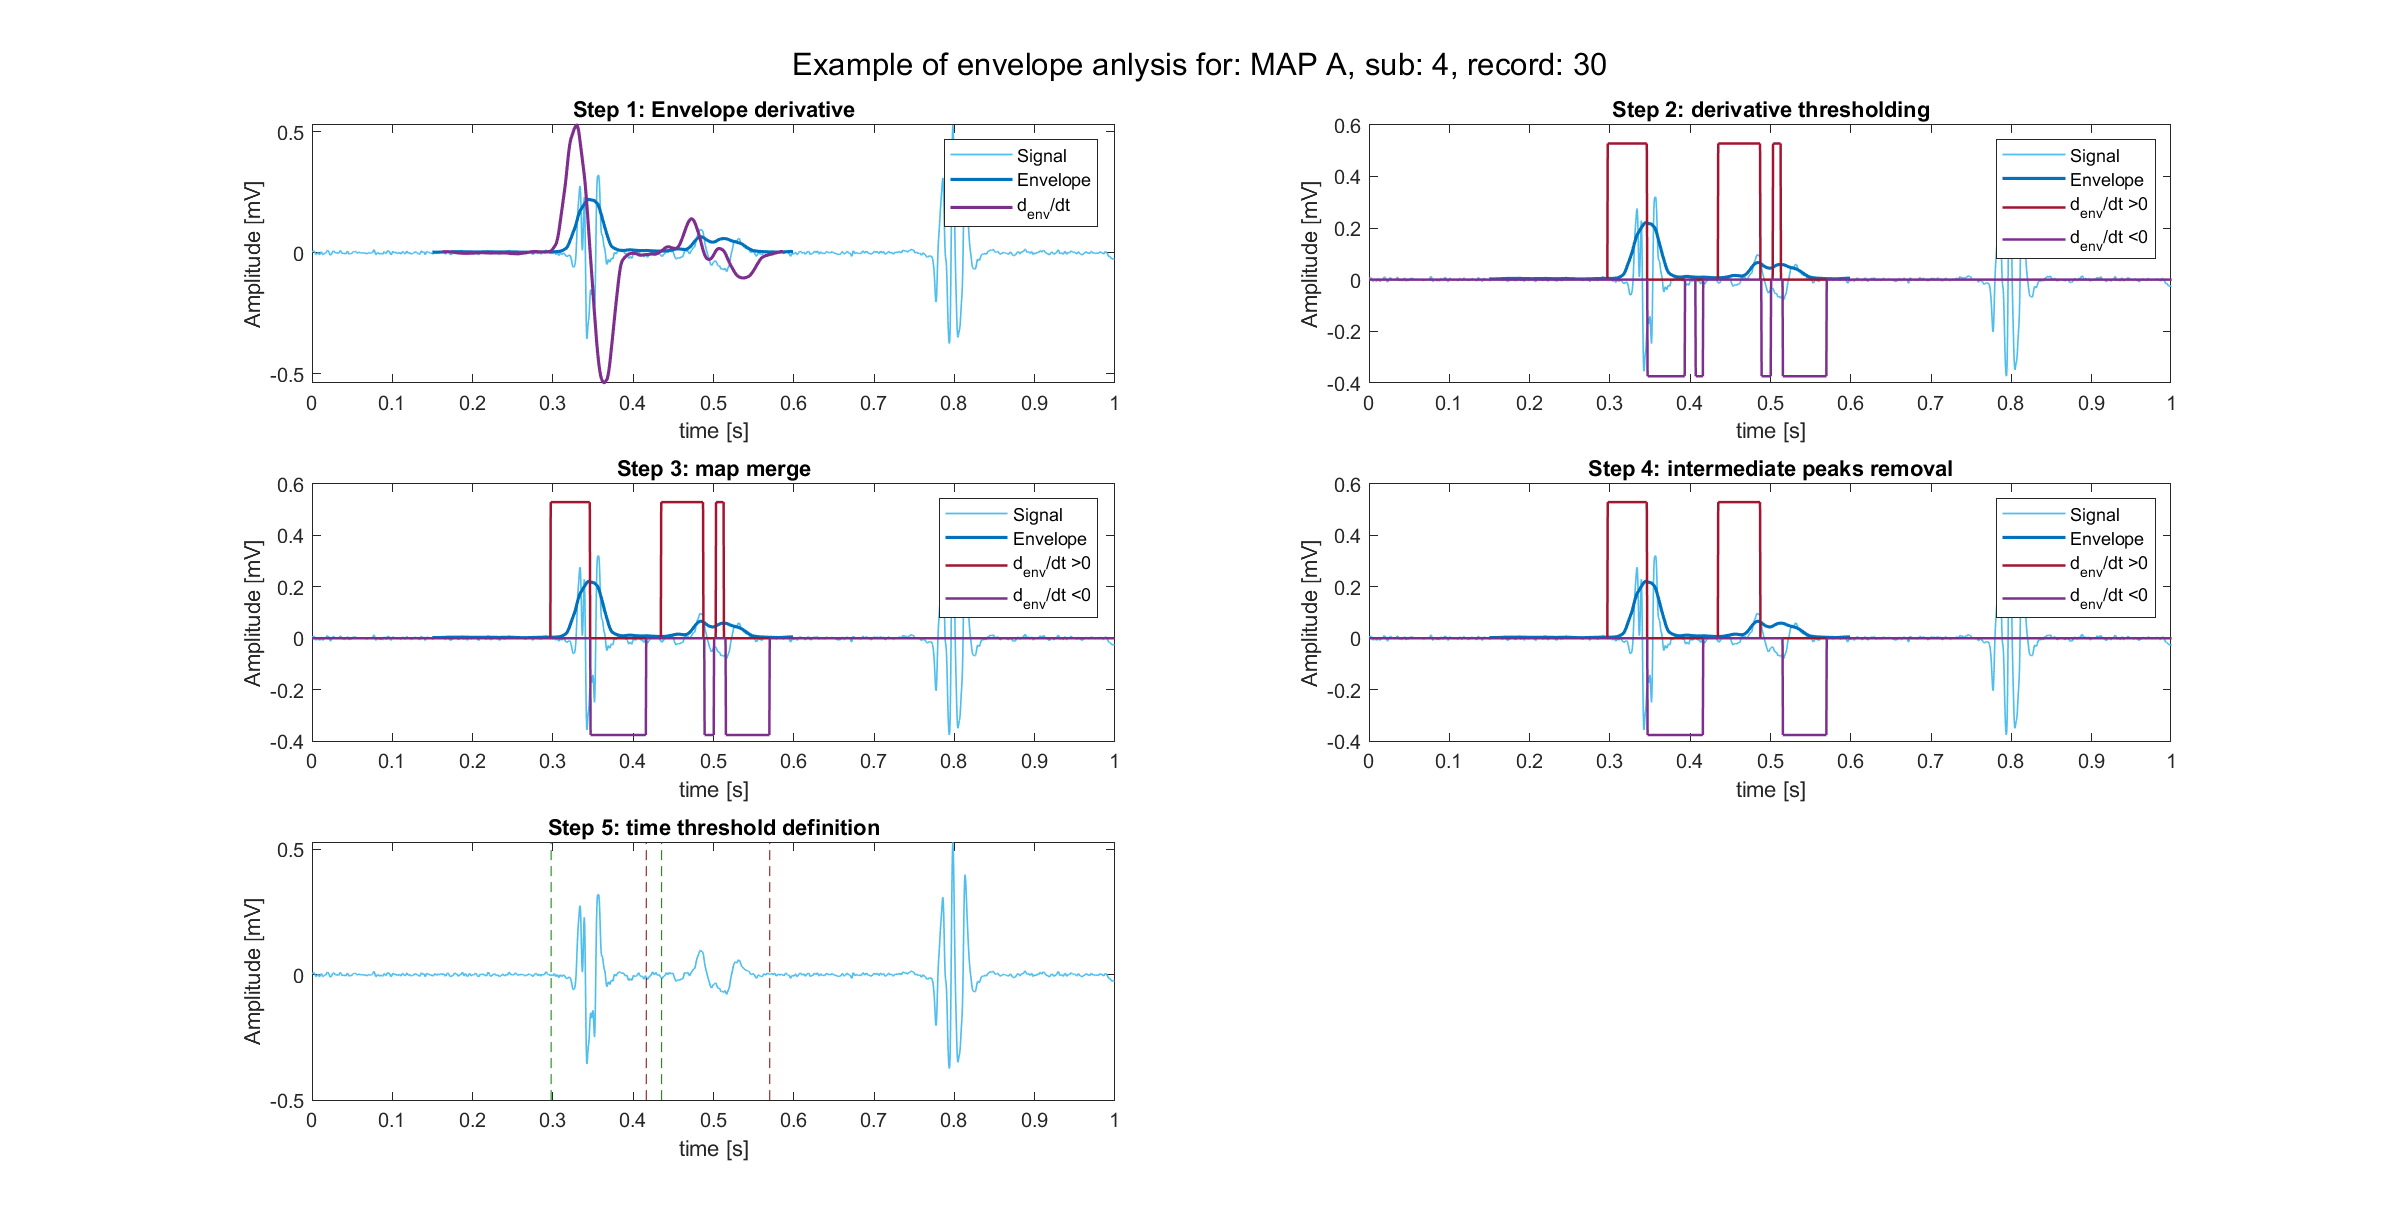 Example of envelope anlysis for: MAP A, sub: 4, record: 30
Step 1: Envelope derivative
Amplitude [mV]
0.5
0
-0.5
0 0.1 0.2 0.3 0.4 0.5 0.6 0.7 0.8 0.9 1
time [s]
Signal
Envelope
d_env/dt
Step 2: derivative thresholding
Amplitude [mV]
0.6
0.4
0.2
0
-0.2
-0.4
0 0.1 0.2 0.3 0.4 0.5 0.6 0.7 0.8 0.9 1
time [s]
Signal
Envelope
d_env/dt >0
d_env/dt <0
Step 3: map merge
Amplitude [mV]
0.6
0.4
0.2
0
-0.2
-0.4
0 0.1 0.2 0.3 0.4 0.5 0.6 0.7 0.8 0.9 1
time [s]
Signal
Envelope
d_env/dt >0
d_env/dt <0
Step 4: intermediate peaks removal
Amplitude [mV]
0.6
0.4
0.2
0
-0.2
-0.4
0 0.1 0.2 0.3 0.4 0.5 0.6 0.7 0.8 0.9 1
time [s]
Signal
Envelope
d_env/dt >0
d_env/dt <0
Step 5: time threshold definition
Amplitude [mV]
0.5
0
-0.5
0 0.1 0.2 0.3 0.4 0.5 0.6 0.7 0.8 0.9 1
time [s]